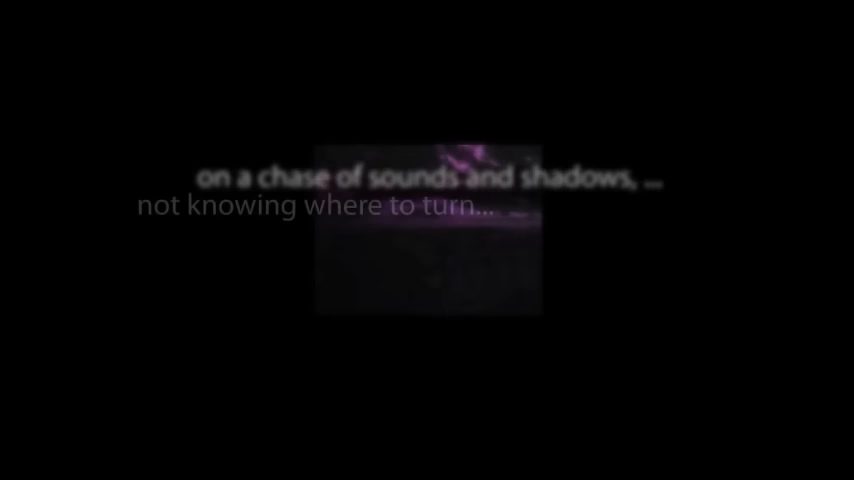 on a chase of sounds and shadows, ...
not knowing where to turn...